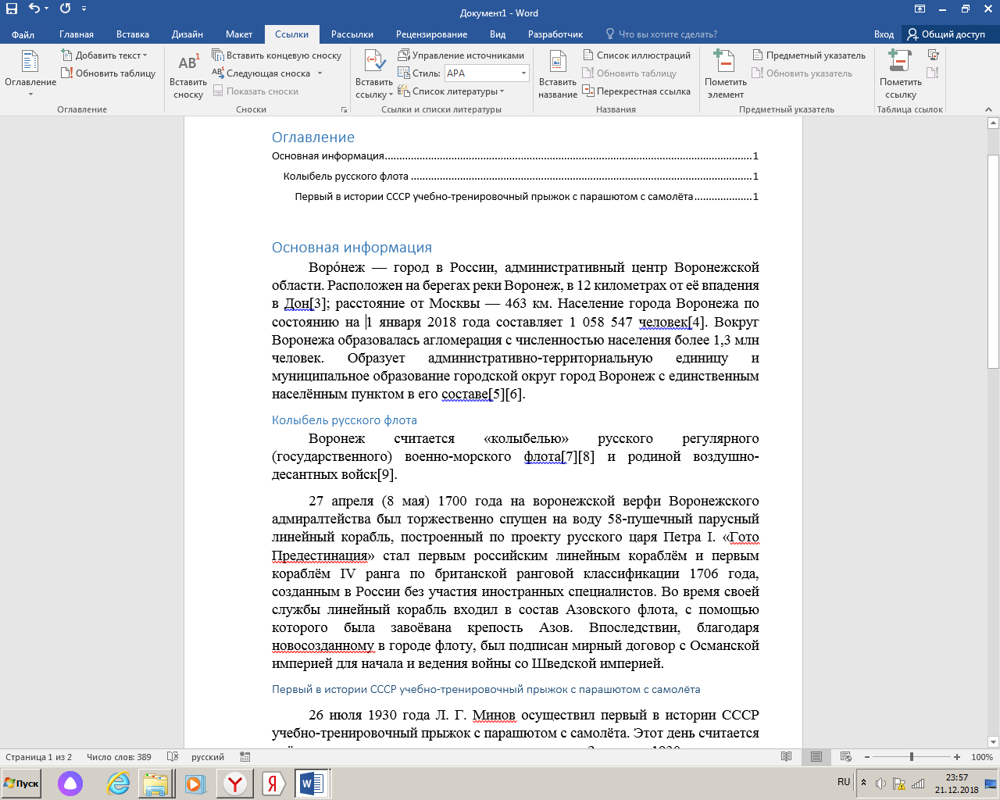 Документ1 - Word
Файл Главная Вставка Дизайн Макет Ссылки Рассылки Рецензирование Вид Разработчик Что вы хотите сделать? Вход Общий доступ
Оглавление
Добавить текст
Обновить таблицу
Оглавление
AB1
Вставить сноску
Вставить концевую сноску
Следующая сноска
Показать сноски
Сноски
Вставить ссылку
Управление источниками
Стиль: APA
Список литературы
Ссылки и списки литературы
Вставить название
Список иллюстраций
Обновить таблицу
Перекрестная ссылка
Названия
Пометить элемент
Предметный указатель
Обновить указатель
Предметный указатель
Пометить ссылку
Таблица ссылок
Оглавление
Основная информация 1
Колыбель русского флота 1
Первый в истории СССР учебно-тренировочный прыжок с парашютом с самолёта 1
Основная информация
Воро́неж — город в России, административный центр Воронежской
области. Расположен на берегах реки Воронеж, в 12 километрах от её впадения
в Дон[3]; расстояние от Москвы — 463 км. Население города Воронежа по
состоянию на 1 января 2018 года составляет 1 058 547 человек[4]. Вокруг
Воронежа образовалась агломерация с численностью населения более 1,3 млн
человек. Образует административно-территориальную единицу и
муниципальное образование городской округ город Воронеж с единственным
населённым пунктом в его составе[5][6].
Колыбель русского флота
Воронеж считается «колыбелью» русского регулярного
(государственного) военно-морского флота[7][8] и родиной воздушно-
десантных войск[9].
27 апреля (8 мая) 1700 года на воронежской верфи Воронежского
адмиралтейства был торжественно спущен на воду 58-пушечный парусный
линейный корабль, построенный по проекту русского царя Петра I. «Гото
Предестинация» стал первым российским линейным кораблём и первым
кораблём IV ранга по британской ранговой классификации 1706 года,
созданным в России без участия иностранных специалистов. Во время своей
службы линейный корабль входил в состав Азовского флота, с помощью
которого была завоёвана крепость Азов. Впоследствии, благодаря
новосозданному в городе флоту, был подписан мирный договор с Османской
империей для начала и ведения войны со Шведской империей.
Первый в истории СССР учебно-тренировочный прыжок с парашютом с самолёта
26 июля 1930 года Л. Г. Минов осуществил первый в истории СССР
учебно-тренировочный прыжок с парашютом с самолёта. Этот день считается
Страница 1 из 2 Число слов: 389 русский 100%
Пуск RU 23:57
21.12.2018